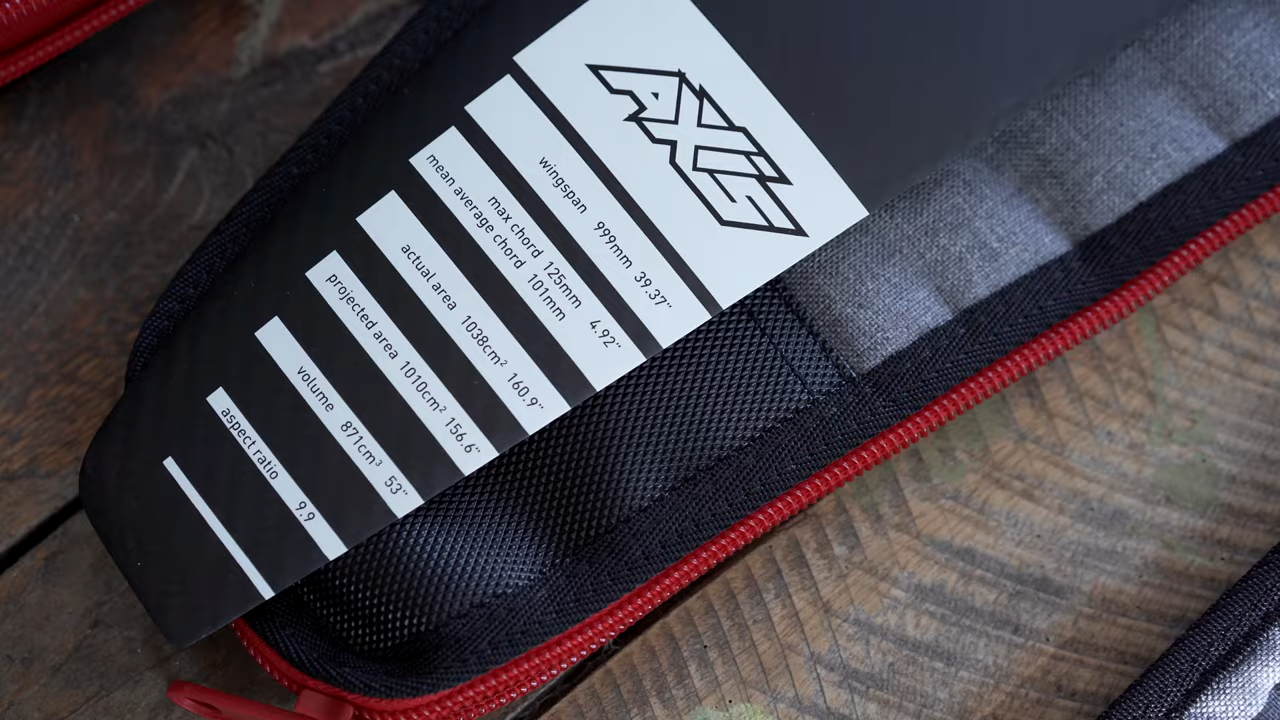 AXIS
wingspan 999mm 39.37"
max chord 125mm 4.92"
mean average chord 101mm
actual area 1038cm² 160.9"
projected area 1010cm² 156.6"
volume 871cm³ 53"
aspect ratio 9.9